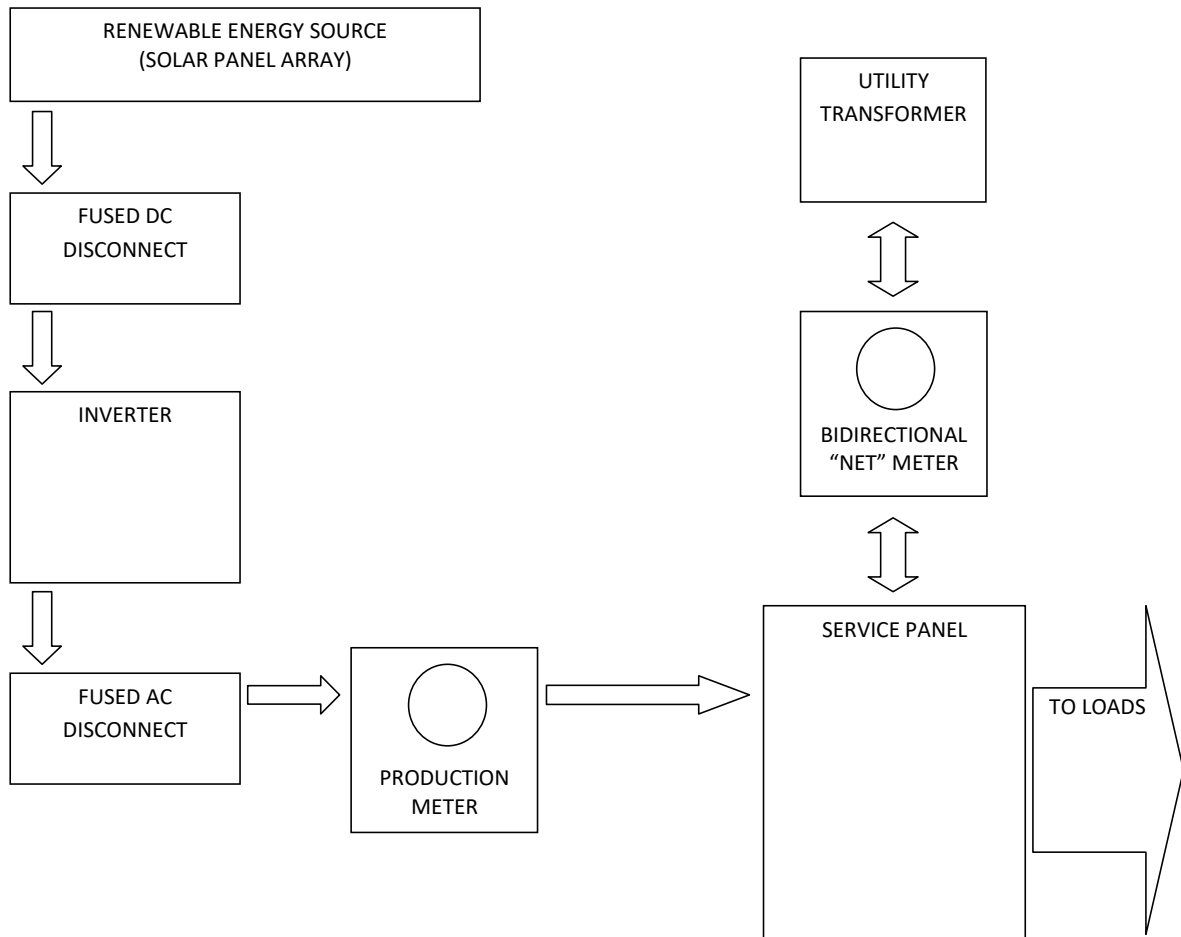 RENEWABLE ENERGY SOURCE
(SOLAR PANEL ARRAY)
UTILITY
TRANSFORMER
FUSED DC
DISCONNECT
INVERTER
BIDIRECTIONAL
“NET” METER
FUSED AC
DISCONNECT
PRODUCTION
METER
SERVICE PANEL
TO LOADS